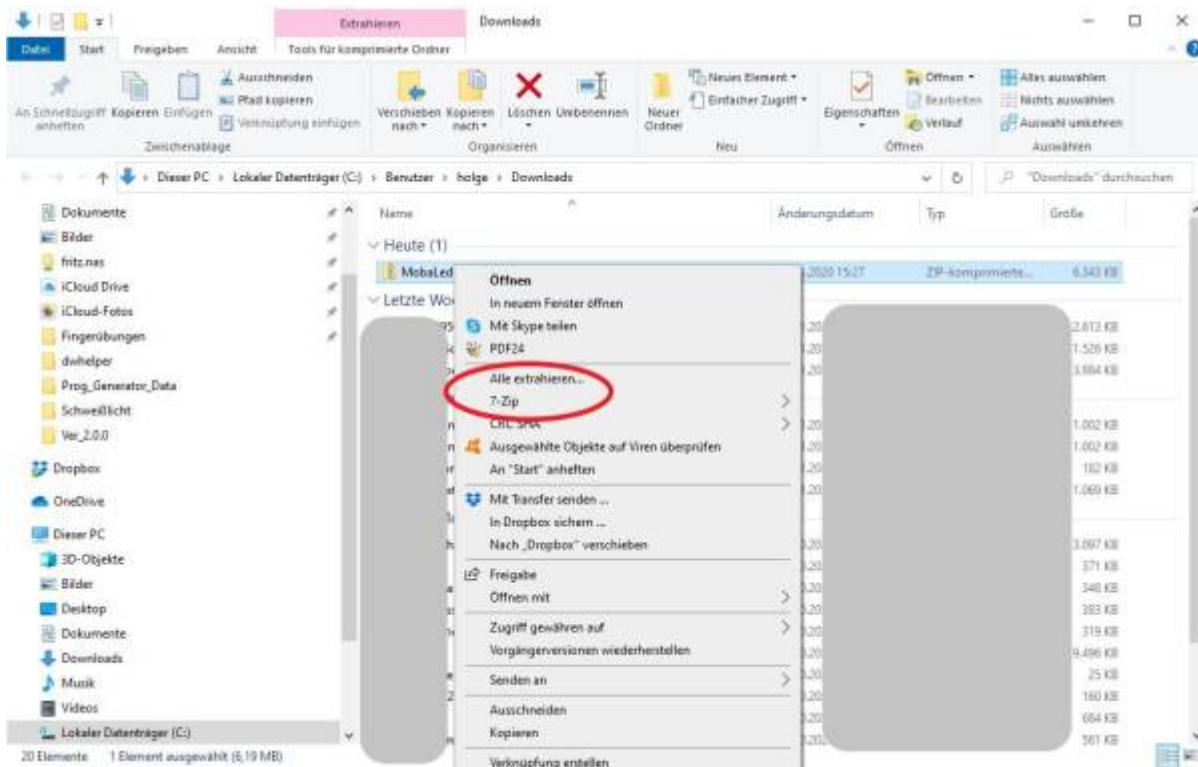 Extrahieren Downloads
Datei Start Freigeben Ansicht Tools für komprimierte Ordner
An Schnellzugriff anheften
Kopieren
Einfügen
Ausschneiden
Pfad kopieren
Verknüpfung einfügen
Verschieben nach
Kopieren nach
Löschen
Umbenennen
Neuer Ordner
Neues Element
Einfacher Zugriff
Eigenschaften
Öffnen
Bearbeiten
Verlauf
Alles auswählen
Nichts auswählen
Auswahl umkehren
Zwischenablage Organisieren Neu Öffnen Auswählen
Dieser PC Lokaler Datenträger (C:) Benutzer holge Downloads
"Downloads" durchsuchen
Dokumente
Bilder
fritz.nas
iCloud Drive
iCloud-Fotos
Fingerübungen
dwhelper
Prog_Generator_Data
Schweißlicht
Ver_2.0.0
Dropbox
OneDrive
Dieser PC
3D-Objekte
Bilder
Desktop
Dokumente
Downloads
Musik
Videos
Lokaler Datenträger (C:)
Name Änderungsdatum Typ Größe
Heute (1)
MobaLed .2020 15:27 ZIP-komprimierte... 6.343 KB
Letzte Wo
Öffnen
In neuem Fenster öffnen
Mit Skype teilen
PDF24
Alle extrahieren...
7-Zip
CRC SHA
Ausgewählte Objekte auf Viren überprüfen
An "Start" anheften
Mit Transfer senden ...
In Dropbox sichern ...
Nach „Dropbox" verschieben
Freigabe
Öffnen mit
Zugriff gewähren auf
Vorgängerversionen wiederherstellen
Senden an
Ausschneiden
Kopieren
Verknüpfung erstellen
2.612 KB
1.526 KB
3.984 KB
1.002 KB
1.002 KB
182 KB
1.069 KB
3.097 KB
371 KB
348 KB
383 KB
319 KB
9.496 KB
25 KB
160 KB
684 KB
561 KB
20 Elemente 1 Element ausgewählt (6,19 MB)